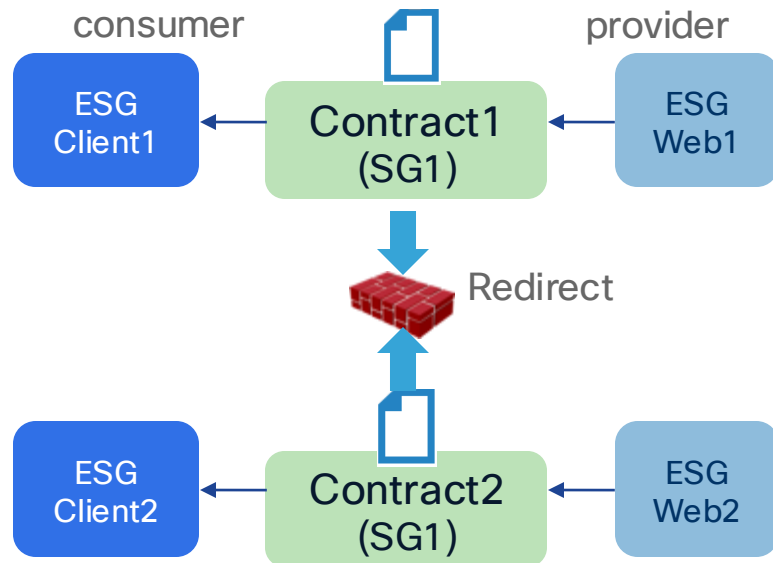 consumer
provider
ESG
Client1
Contract1
(SG1)
ESG
Web1
Redirect
ESG
Client2
Contract2
(SG1)
ESG
Web2